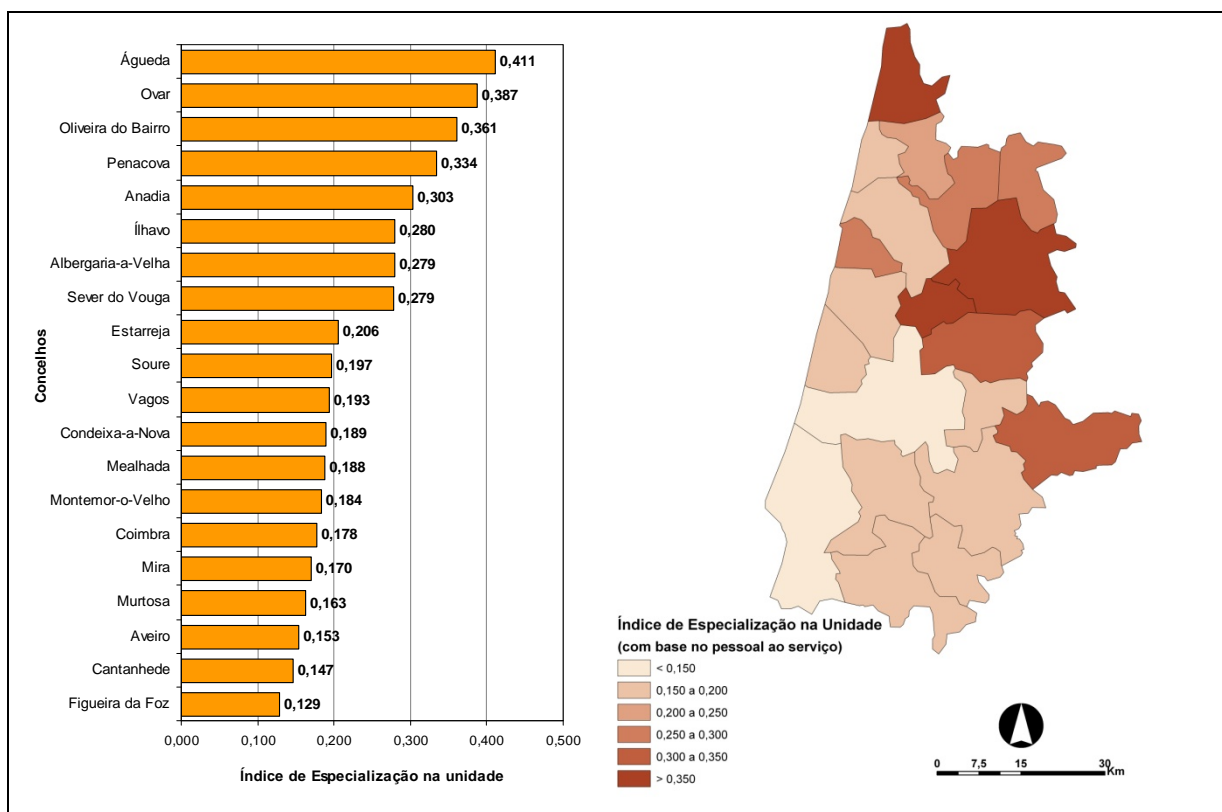 Águeda
0,411
Ovar
0,387
Oliveira do Bairro
0,361
Penacova
0,334
Anadia
0,303
Ílhavo
0,280
Albergaria-a-Velha
0,279
Sever do Vouga
0,279
Estarreja
0,206
Soure
0,197
Vagos
0,193
Condeixa-a-Nova
0,189
Mealhada
0,188
Montemor-o-Velho
0,184
Coimbra
0,178
Mira
0,170
Murtosa
0,163
Aveiro
0,153
Cantanhede
0,147
Figueira da Foz
0,129
Concelhos
0,000 0,100 0,200 0,300 0,400 0,500
Índice de Especialização na unidade
Índice de Especialização na Unidade
(com base no pessoal ao serviço)
< 0,150
0,150 a 0,200
0,200 a 0,250
0,250 a 0,300
0,300 a 0,350
> 0,350
0 7,5 15 30
Km